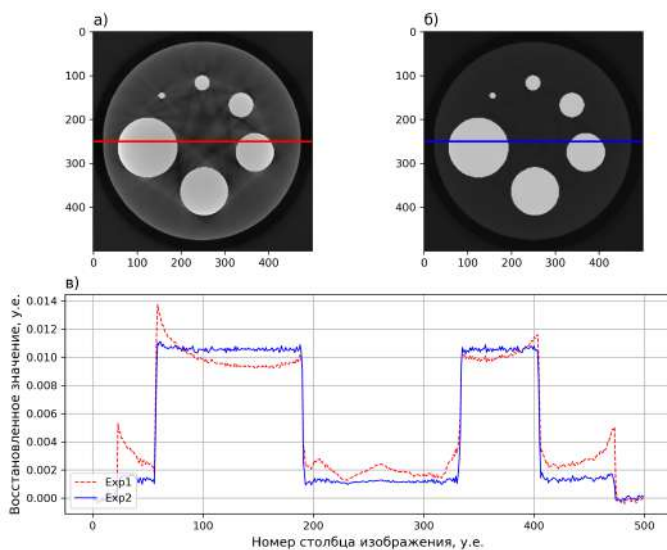 а)
0
100
200
300
400
0 100 200 300 400
б)
0
100
200
300
400
0 100 200 300 400
в)
Восстановленное значение, у.е.
0.014
0.012
0.010
0.008
0.006
0.004
0.002
0.000
Exp1
Exp2
0 100 200 300 400 500
Номер столбца изображения, у.е.